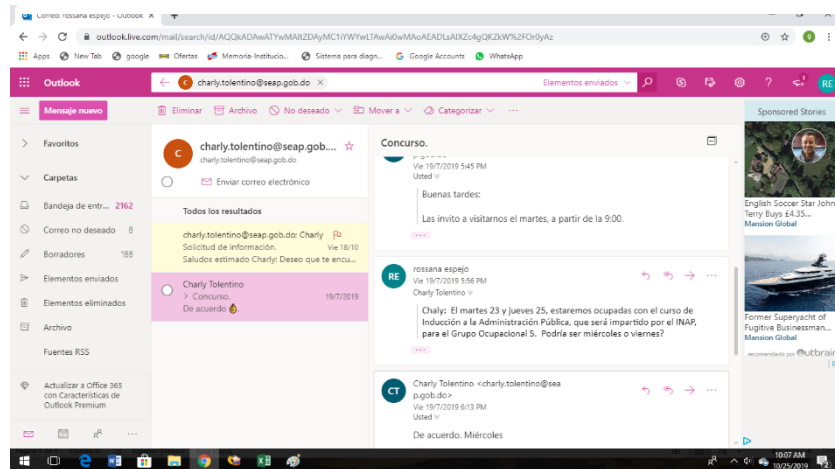 Correo: rossana espejo - Outlook
outlook.live.com/mail/search/id/
Apps New Tab google Ofertas Memoria-Institucio... Sistema para diagn... Google Accounts WhatsApp
Outlook
charly.tolentino@seap.gob.do
Elementos enviados
RE
Mensaje nuevo
Eliminar Archivo No deseado Mover a Categorizar
Favoritos
Carpetas
Bandeja de entr... 2162
Correo no deseado 8
Borradores 188
Elementos enviados
Elementos eliminados
Archivo
Fuentes RSS
Actualizar a Office 365
con Características de
Outlook Premium
C
charly.tolentino@seap.gob....
charly.tolentino@seap.gob.do
Enviar correo electrónico
Todos los resultados
charly.tolentino@seap.gob.do; Charly
Solicitud de información. Vie 18/10
Saludos estimado Charly: Deseo que te encu...
Charly Tolentino
> Concurso. 19/7/2019
De acuerdo
Concurso.
p.gob.do>
Vie 19/7/2019 5:45 PM
Usted
Buenas tardes:
Las invito a visitarnos el martes, a partir de la 9:00.
RE
rossana espejo
Vie 19/7/2019 5:56 PM
Charly Tolentino
Chaly: El martes 23 y jueves 25, estaremos ocupadas con el curso de
Inducción a la Administración Pública, que será impartido por el INAP,
para el Grupo Ocupacional 5. Podría ser miércoles o viernes?
CT
Charly Tolentino <charly.tolentino@sea
p.gob.do>
Vie 19/7/2019 6:13 PM
Usted
De acuerdo. Miércoles
Sponsored Stories
English Soccer Star John
Terry Buys £4.35...
Mansion Global
Former Superyacht of
Fugitive Businessman...
Mansion Global
recomendado por Outbrain
10:07 AM
10/25/2019